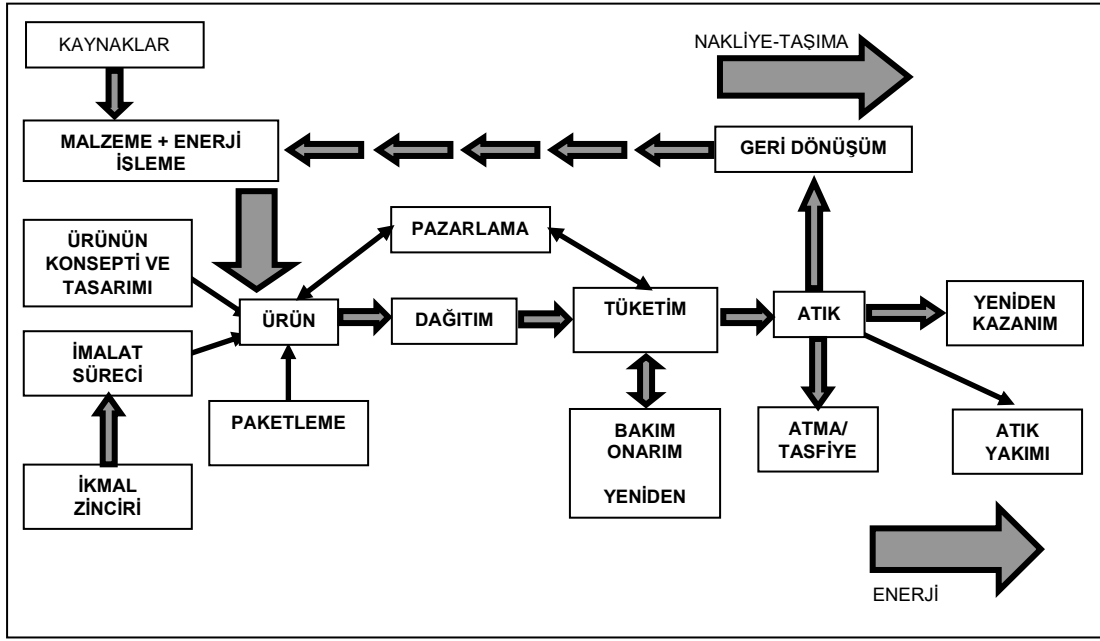 KAYNAKLAR
NAKLİYE-TAŞIMA
MALZEME + ENERJİ
İŞLEME
GERİ DÖNÜŞÜM
ÜRÜNÜN
KONSEPTİ VE
TASARIMI
PAZARLAMA
ÜRÜN
DAĞITIM
TÜKETİM
ATIK
YENİDEN
KAZANIM
İMALAT
SÜRECİ
PAKETLEME
BAKIM
ONARIM
YENİDEN
ATMA/
TASFİYE
ATIK
YAKIMI
İKMAL
ZİNCİRİ
ENERJİ